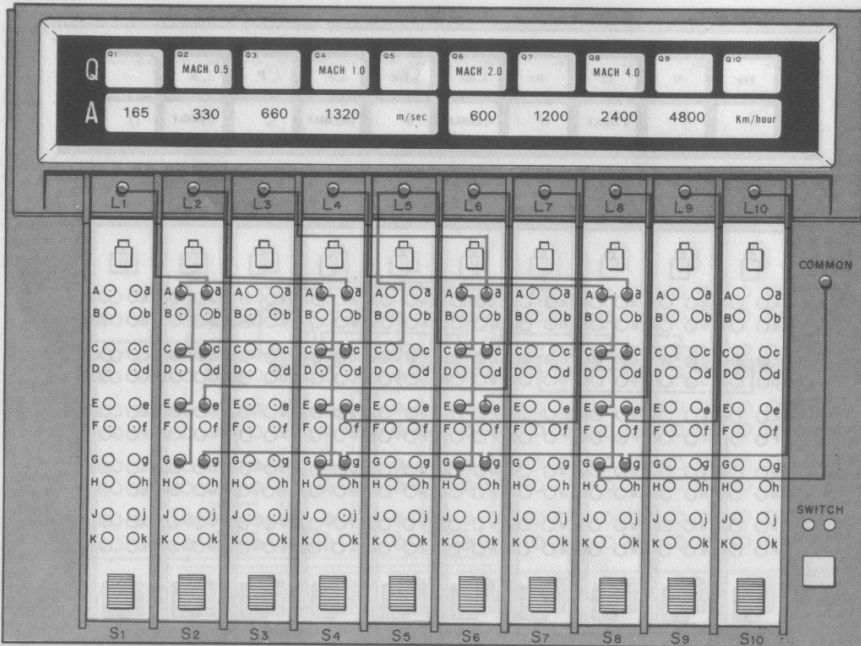 Q Q1 Q2 MACH 0.5 Q3 Q4 MACH 1.0 Q5 Q6 MACH 2.0 Q7 Q8 MACH 4.0 Q9 Q10
A 165 330 660 1320 m/sec 600 1200 2400 4800 Km/hour
L1 L2 L3 L4 L5 L6 L7 L8 L9 L10
COMMON
A a A a A a A a A a A a A a A a A a A a
B b B b B b B b B b B b B b B b B b B b
C c C c C c C c C c C c C c C c C c C c
D d D d D d D d D d D d D d D d D d D d
E e E e E e E e E e E e E e E e E e E e
F f F f F f F f F f F f F f F f F f F f
G g G g G g G g G g G g G g G g G g G g
H h H h H h H h H h H h H h H h H h H h
SWITCH
J j J j J j J j J j J j J j J j J j J j
K k K k K k K k K k K k K k K k K k K k
S1 S2 S3 S4 S5 S6 S7 S8 S9 S10